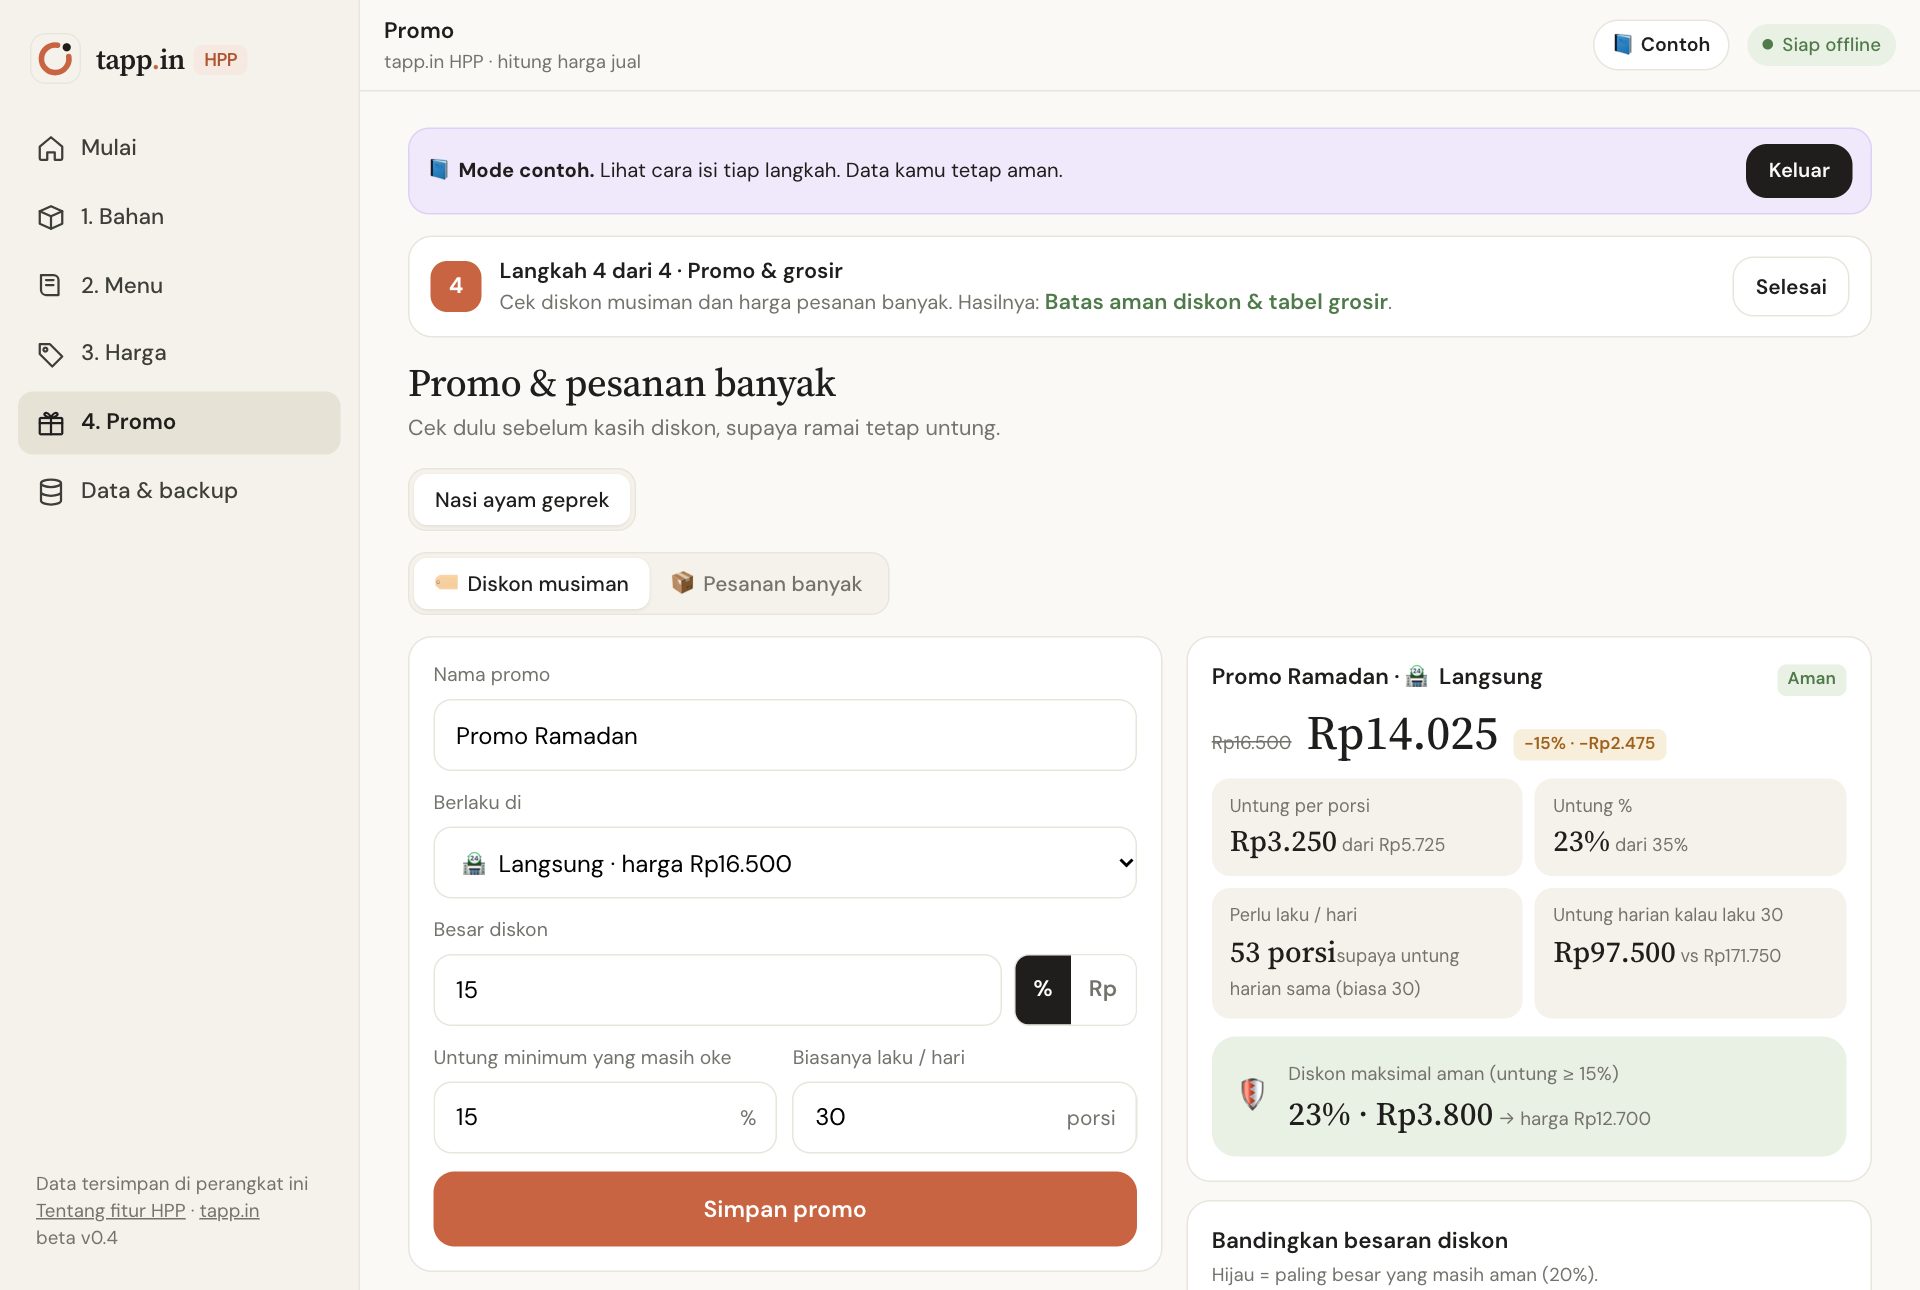 tapp.in HPP
Mulai
1. Bahan
2. Menu
3. Harga
4. Promo
Data & backup
Data tersimpan di perangkat ini
Tentang fitur HPP · tapp.in
beta v0.4
Promo
tapp.in HPP · hitung harga jual
Contoh
Siap offline
Mode contoh. Lihat cara isi tiap langkah. Data kamu tetap aman.
Keluar
4
Langkah 4 dari 4 · Promo & grosir
Cek diskon musiman dan harga pesanan banyak. Hasilnya: Batas aman diskon & tabel grosir.
Selesai
Promo & pesanan banyak
Cek dulu sebelum kasih diskon, supaya ramai tetap untung.
Nasi ayam geprek
Diskon musiman
Pesanan banyak
Nama promo
Promo Ramadan
Berlaku di
Langsung · harga Rp16.500
Besar diskon
15
% Rp
Untung minimum yang masih oke
15 %
Biasanya laku / hari
30 porsi
Simpan promo
Promo Ramadan · Langsung
Aman
Rp16.500 Rp14.025 -15% · -Rp2.475
Untung per porsi
Rp3.250 dari Rp5.725
Untung %
23% dari 35%
Perlu laku / hari
53 porsisupaya untung
harian sama (biasa 30)
Untung harian kalau laku 30
Rp97.500 vs Rp171.750
Diskon maksimal aman (untung ≥ 15%)
23% · Rp3.800 → harga Rp12.700
Bandingkan besaran diskon
Hijau = paling besar yang masih aman (20%).